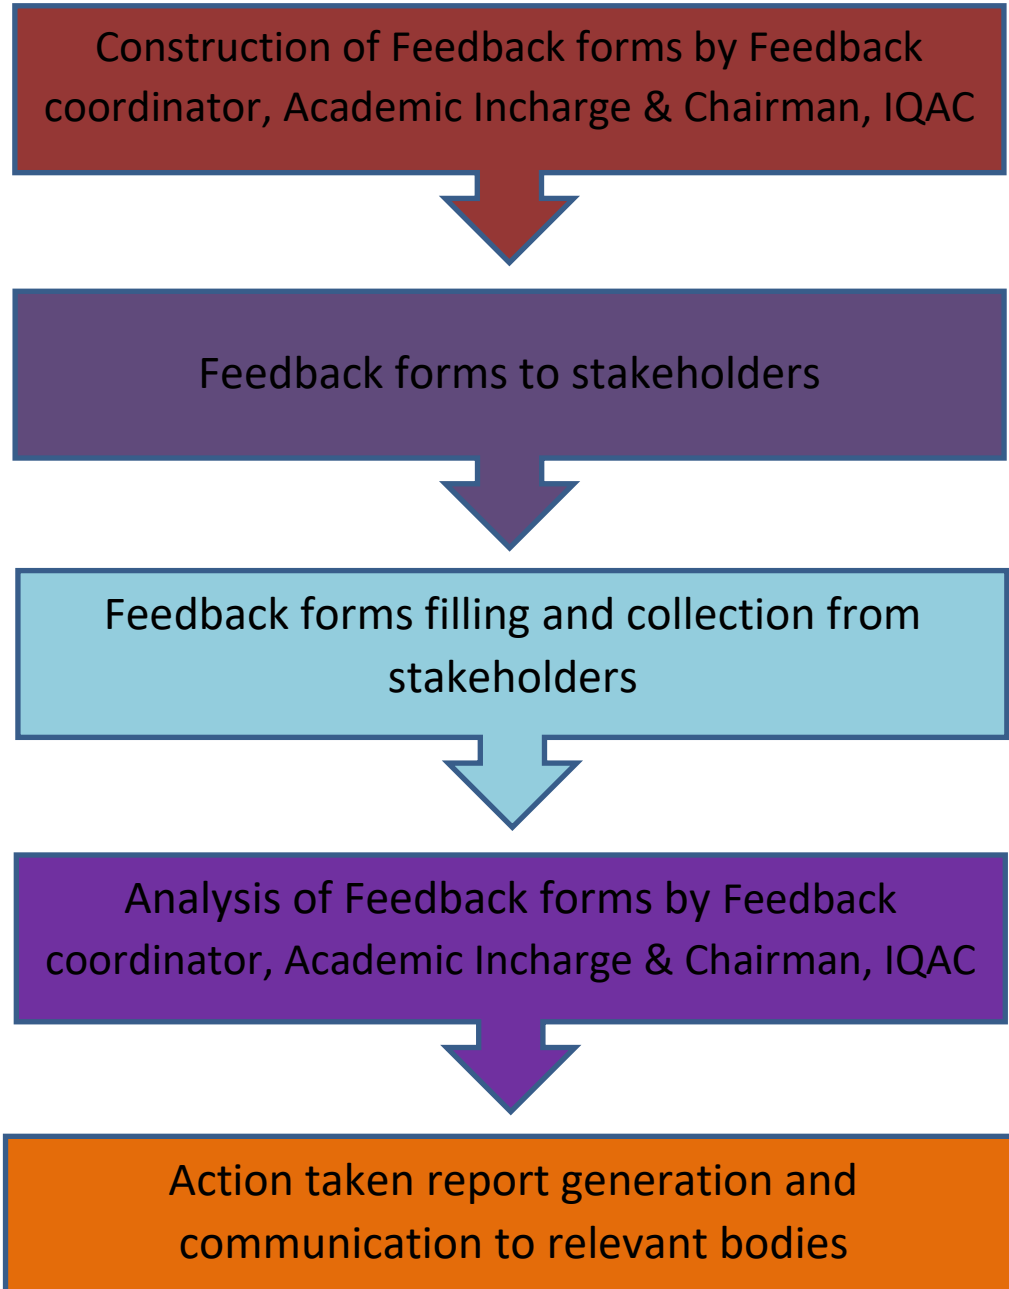 Construction of Feedback forms by Feedback
coordinator, Academic Incharge & Chairman, IQAC
Feedback forms to stakeholders
Feedback forms filling and collection from
stakeholders
Analysis of Feedback forms by Feedback
coordinator, Academic Incharge & Chairman, IQAC
Action taken report generation and
communication to relevant bodies